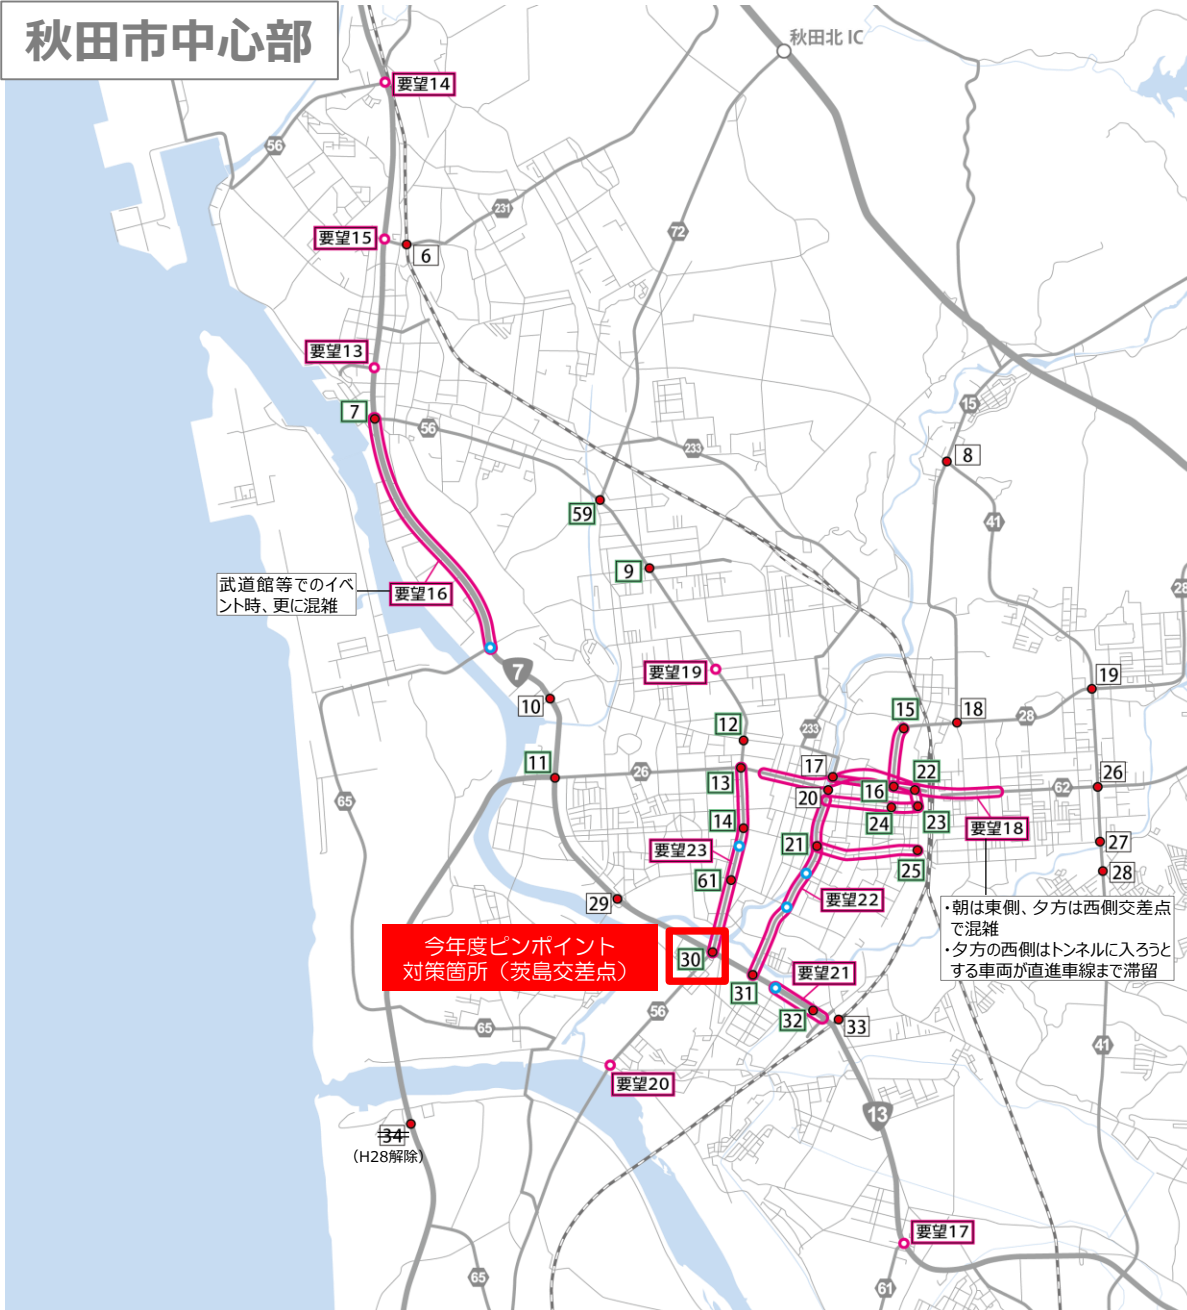 秋田市中心部
秋田北 IC
要望14
56
231
72
要望15
6
要望13
15
7
56
233
8
59
41
9
28
武道館等でのイベ
ント時、更に混雑
要望16
7
要望19
19
10
15
18
28
12
233
11
26
13
17
22
16
20
62
26
65
24
23
要望18
14
要望23
21
27
61
25
28
29
要望22
・朝は東側、夕方は西側交差点
で混雑
・夕方の西側はトンネルに入ろうと
する車両が直進車線まで滞留
今年度ピンポイント
対策箇所（茨島交差点）
30
31
要望21
56
32
33
65
41
要望20
13
34
（H28解除）
要望17
65
61